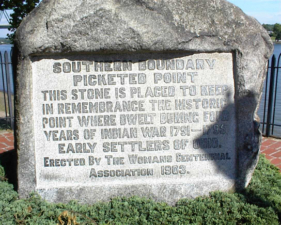 SOUTHERN BOUNDARY
PICKETED POINT
THIS STONE IS PLACED TO KEEP
IN REMEMBRANCE THE HISTORIC
POINT WHERE DWELT DURING FOUR
YEARS OF INDIAN WAR 1791-
EARLY SETTLERS OF OHIO.
ERECTED BY THE WOMANS CENTENNIAL
ASSOCIATION